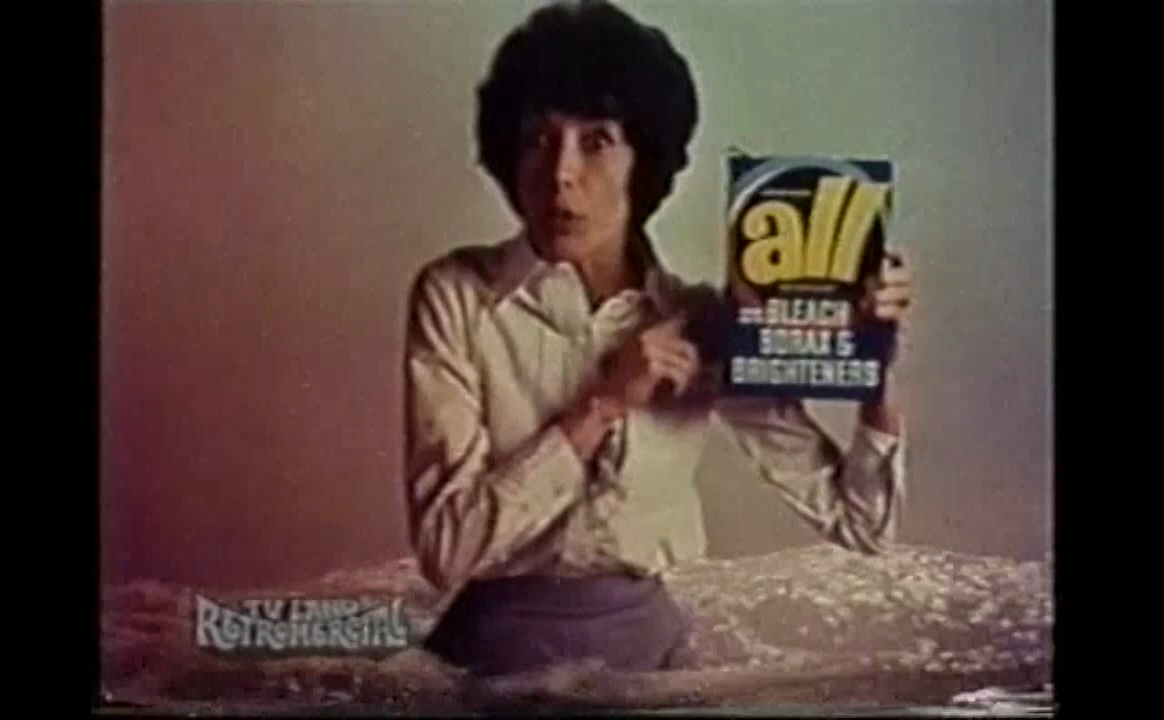 all
BLEACH
BORAX &
BRIGHTENERS
TV LAND
RETROMERCIAL